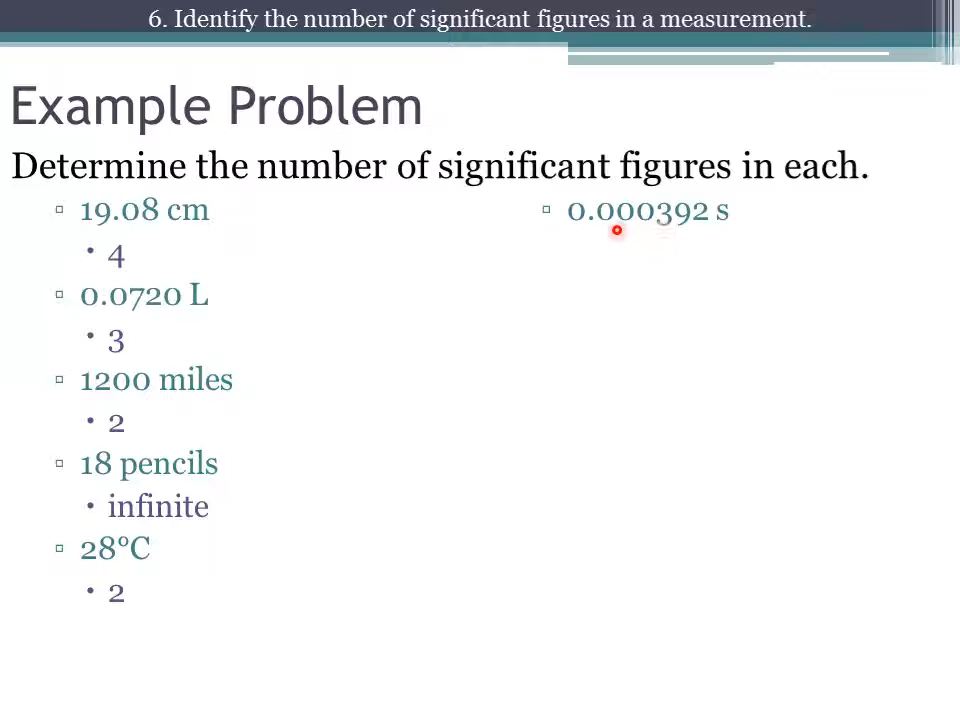 6. Identify the number of significant figures in a measurement.
Example Problem
Determine the number of significant figures in each.
19.08 cm
4
0.0720 L
3
1200 miles
2
18 pencils
infinite
28°C
2
0.000392 s